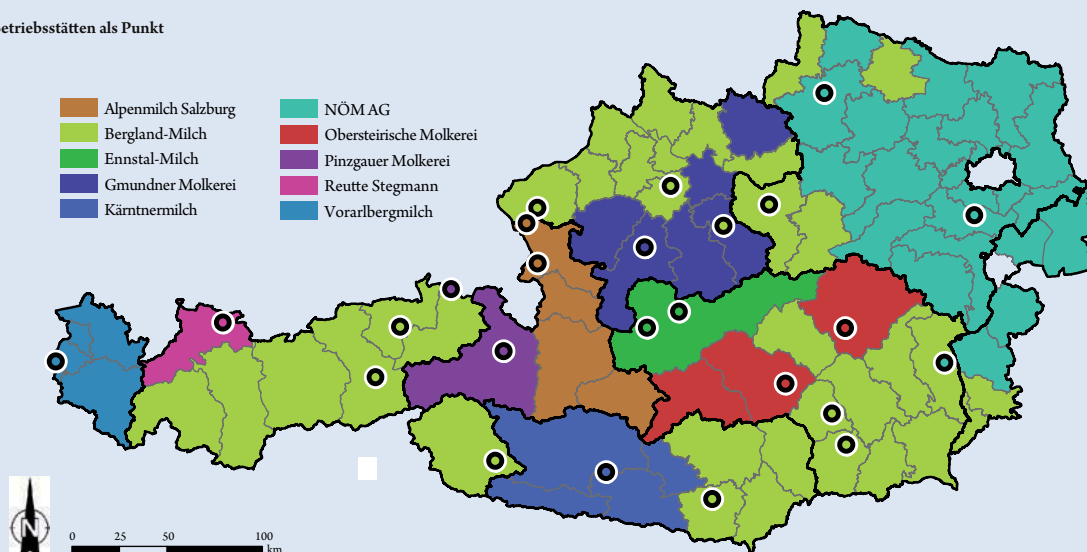 etriebsstätten als Punkt
Alpenmilch Salzburg
Bergland-Milch
Ennstal-Milch
Gmundner Molkerei
Kärntnermilch
NÖM AG
Obersteirische Molkerei
Pinzgauer Molkerei
Reutte Stegmann
Vorarlbergmilch
N
0 25 50 100
km